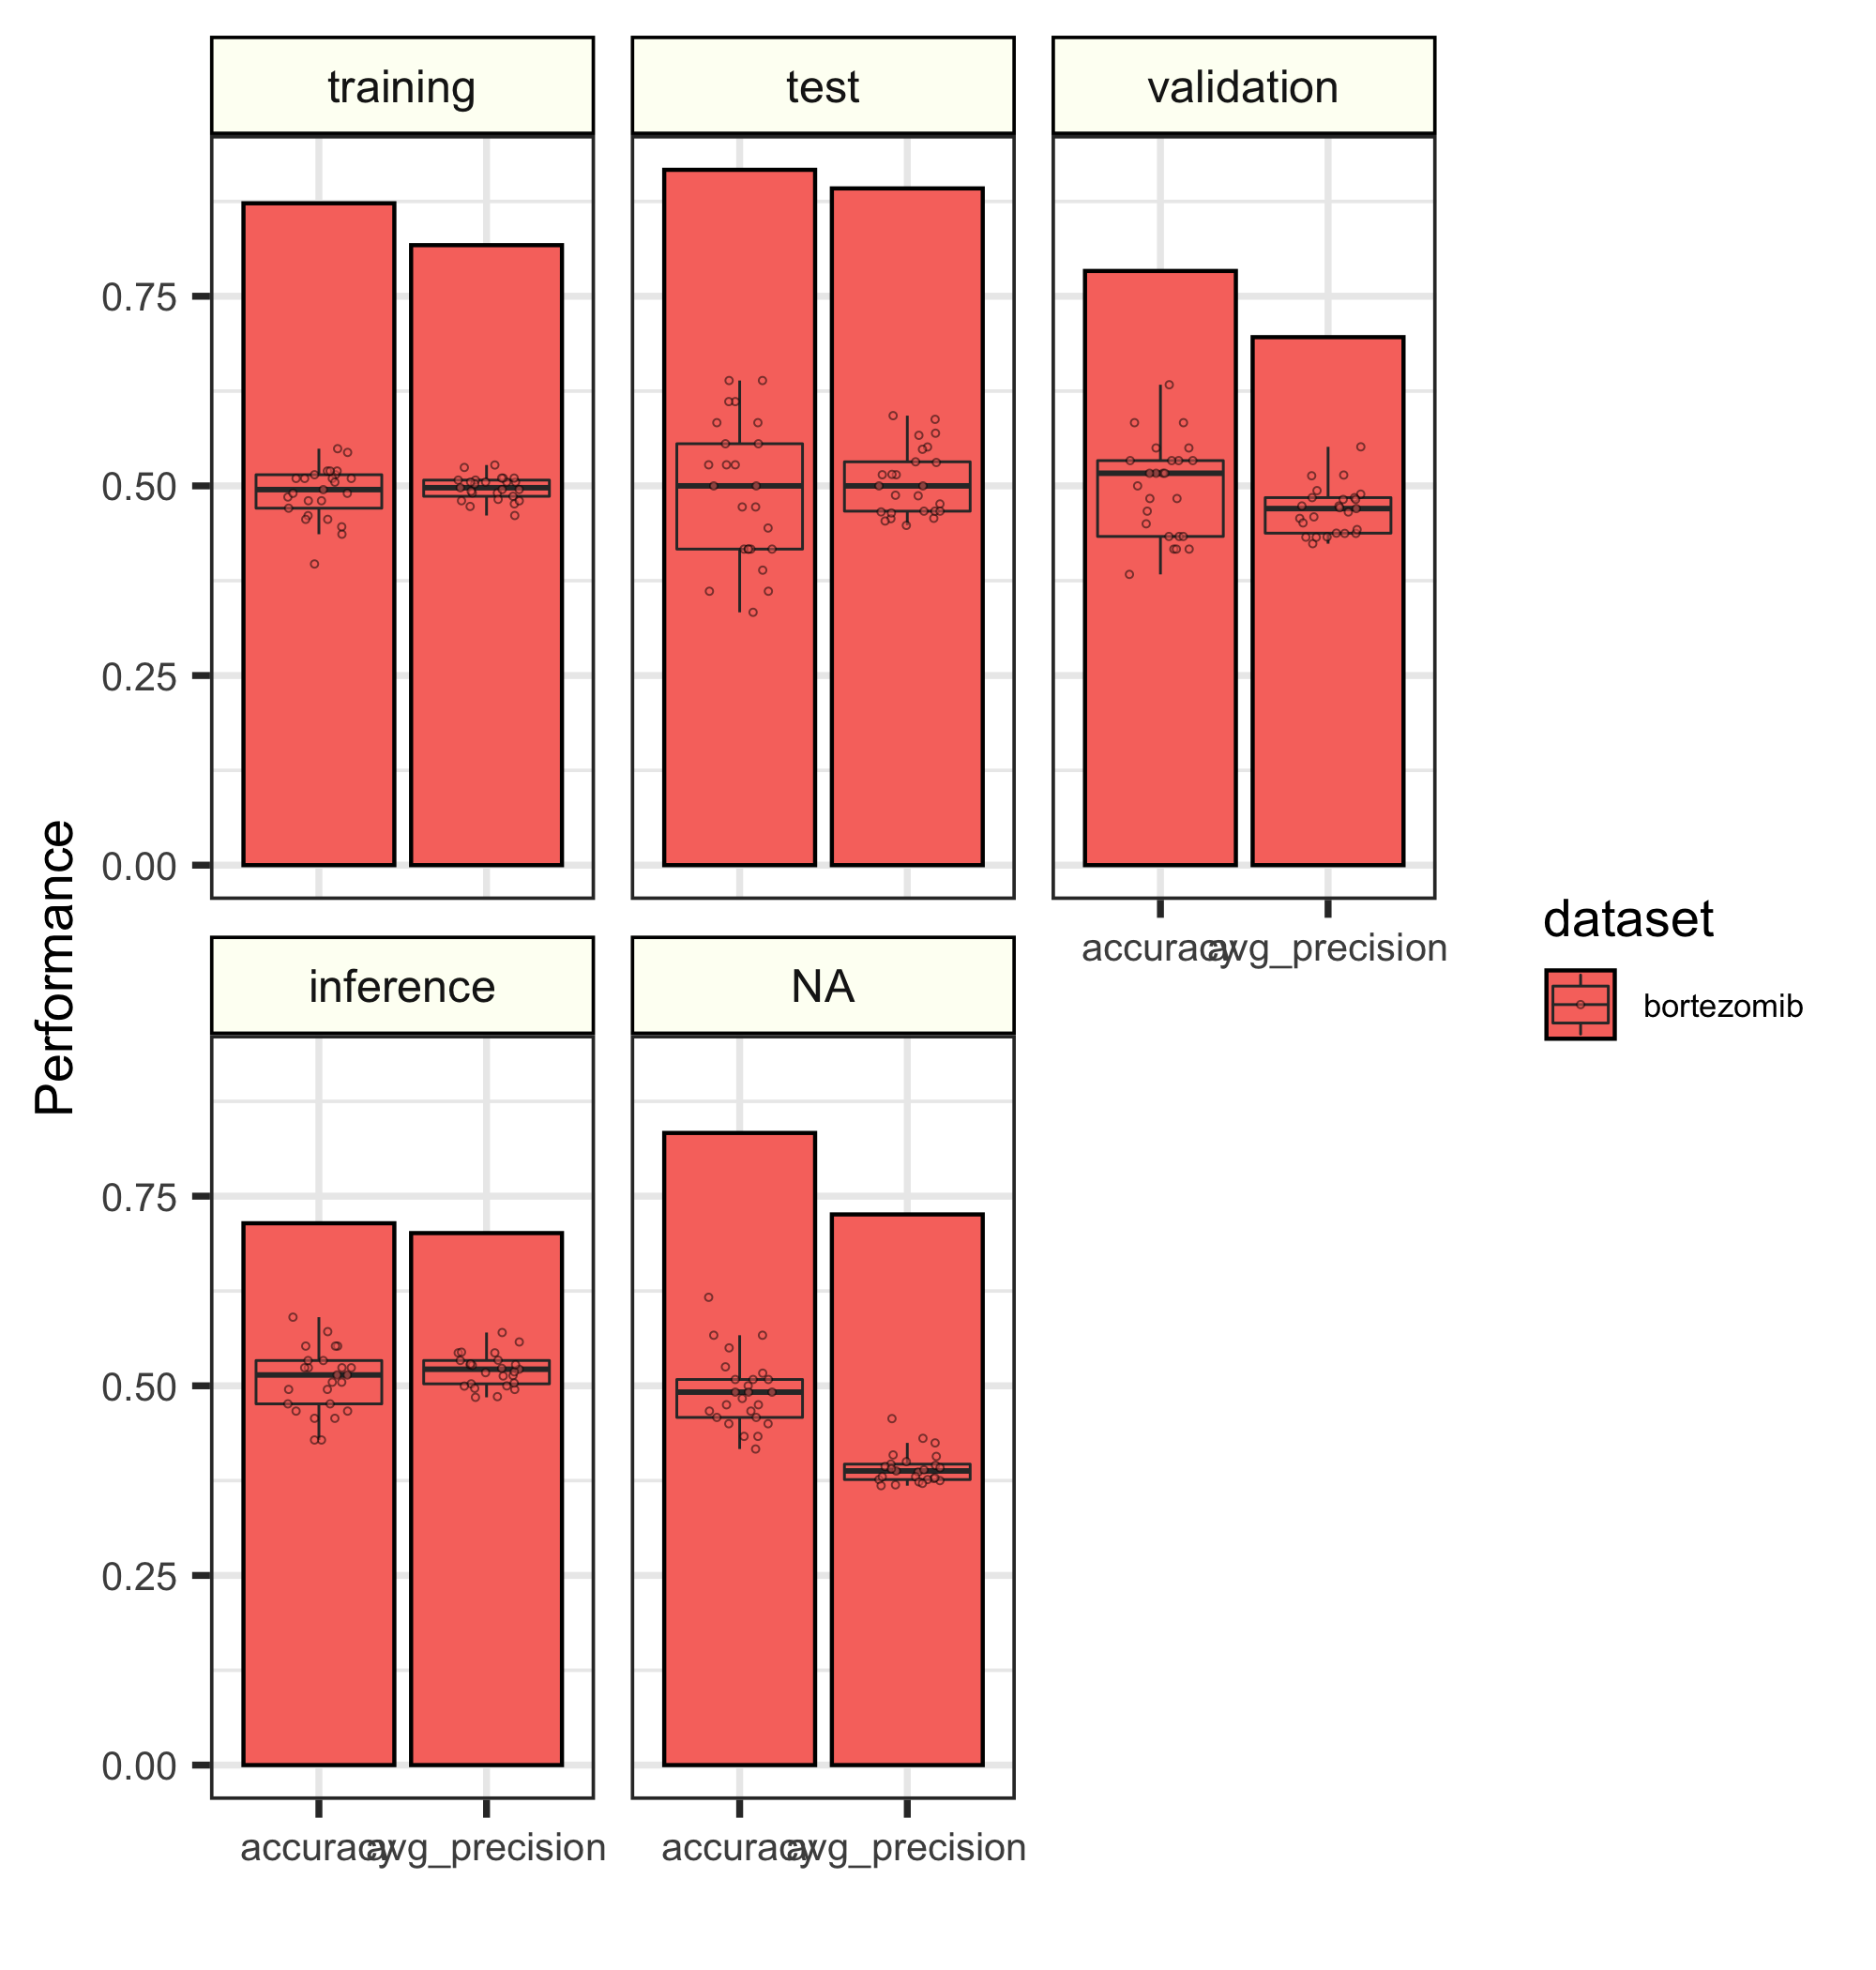 training
test
validation
0.75
0.50
0.25
0.00
accuracy
avg_precision
inference
NA
0.75
0.50
0.25
0.00
accuracy
avg_precision
accuracy
avg_precision
Performance
dataset
bortezomib